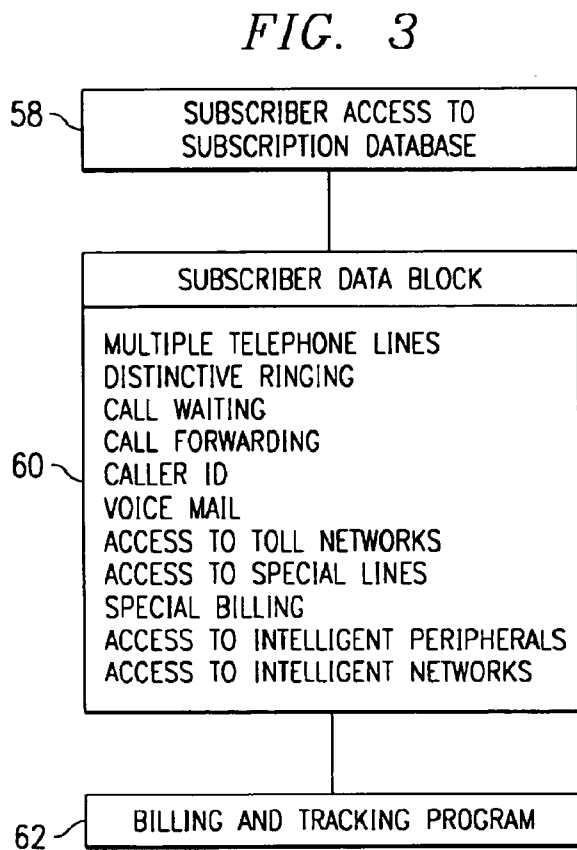 FIG. 3
58
SUBSCRIBER ACCESS TO
SUBSCRIPTION DATABASE
SUBSCRIBER DATA BLOCK
MULTIPLE TELEPHONE LINES
DISTINCTIVE RINGING
CALL WAITING
CALL FORWARDING
60
CALLER ID
VOICE MAIL
ACCESS TO TOLL NETWORKS
ACCESS TO SPECIAL LINES
SPECIAL BILLING
ACCESS TO INTELLIGENT PERIPHERALS
ACCESS TO INTELLIGENT NETWORKS
62
BILLING AND TRACKING PROGRAM